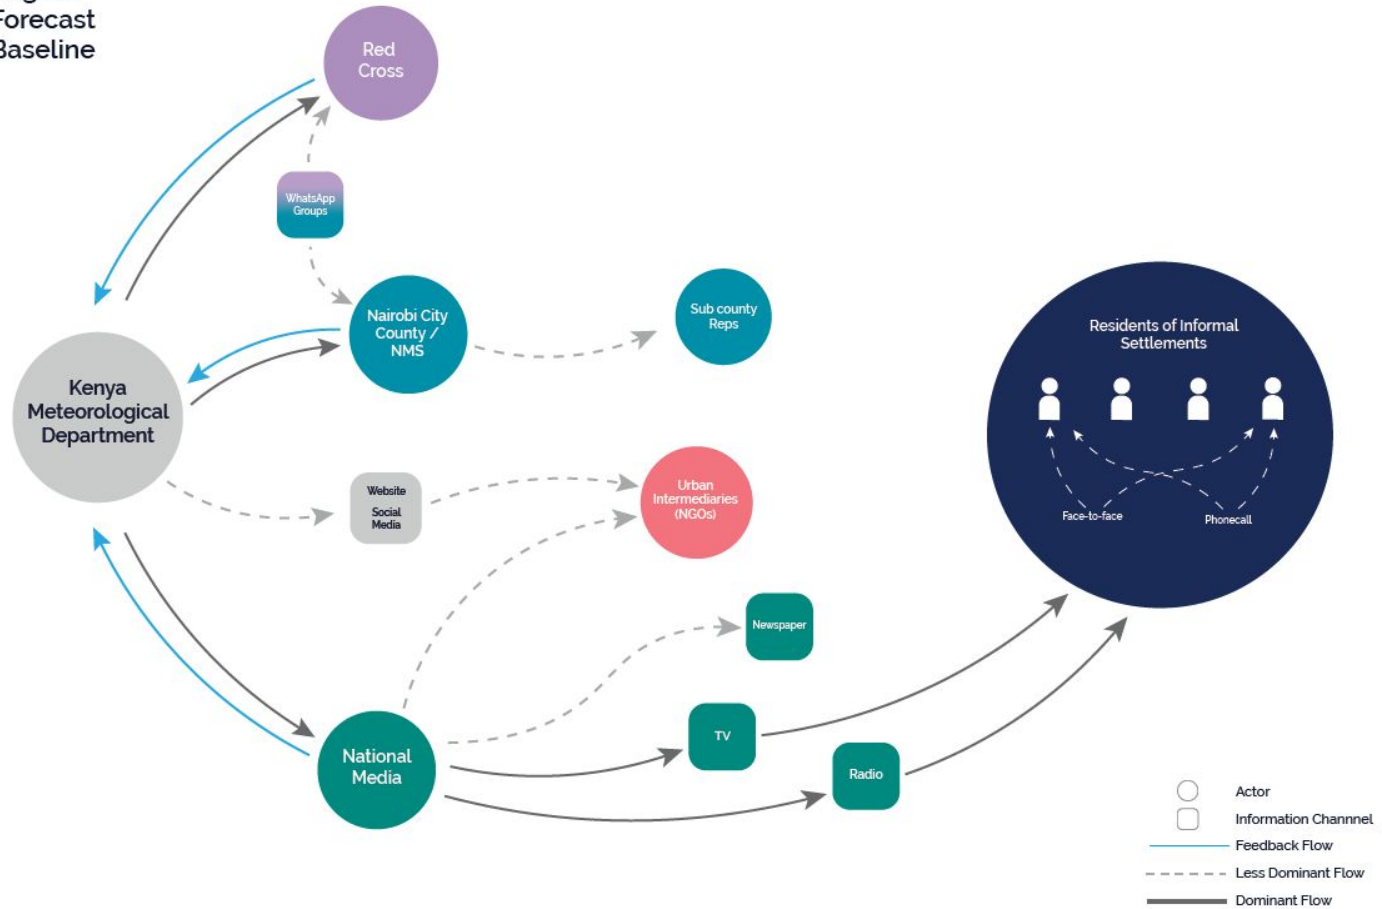 Forecast
Baseline
Red
Cross
WhatsApp
Groups
Nairobi City
County /
NMS
Sub county
Reps
Residents of Informal
Settlements
Kenya
Meteorological
Department
Website
Social
Media
Urban
Intermediaries
(NGOs)
Face-to-face
Phonecall
Newspaper
TV
National
Media
Radio
Actor
Information Channnel
Feedback Flow
Less Dominant Flow
Dominant Flow